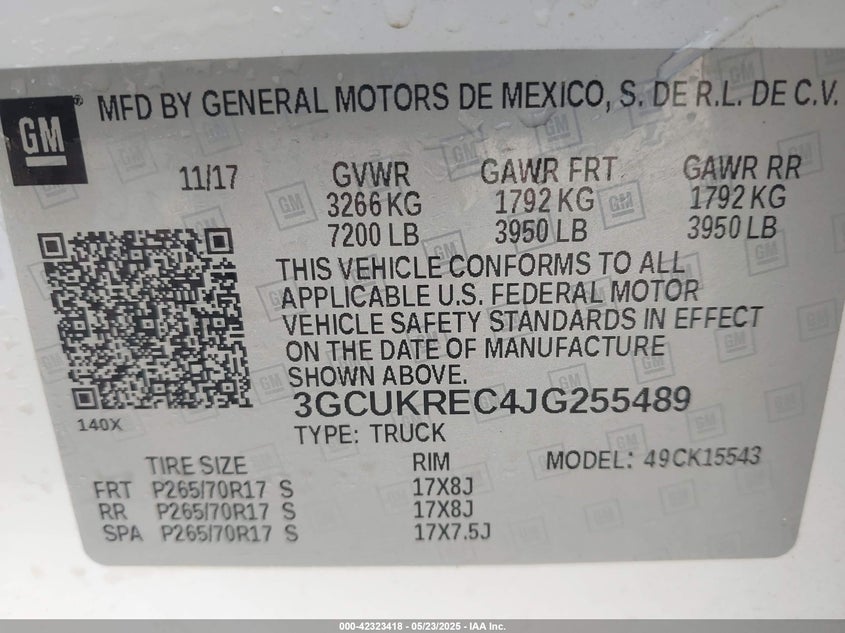 GM
® MFD BY GENERAL MOTORS DE MEXICO, S. DE R.L. DE C.V.
11/17 GVWR GAWR FRT GAWR RR
3266 KG 1792 KG 1792 KG
7200 LB 3950 LB 3950 LB
THIS VEHICLE CONFORMS TO ALL
APPLICABLE U.S. FEDERAL MOTOR
VEHICLE SAFETY STANDARDS IN EFFECT
ON THE DATE OF MANUFACTURE
SHOWN ABOVE.
3GCUKREC4JG255489
140X
TYPE: TRUCK
TIRE SIZE RIM MODEL: 49CK15543
FRT P265/70R17 S 17X8J
RR P265/70R17 S 17X8J
SPA P265/70R17 S 17X7.5J
000-42323418 - 05/23/2025 - IAA Inc.